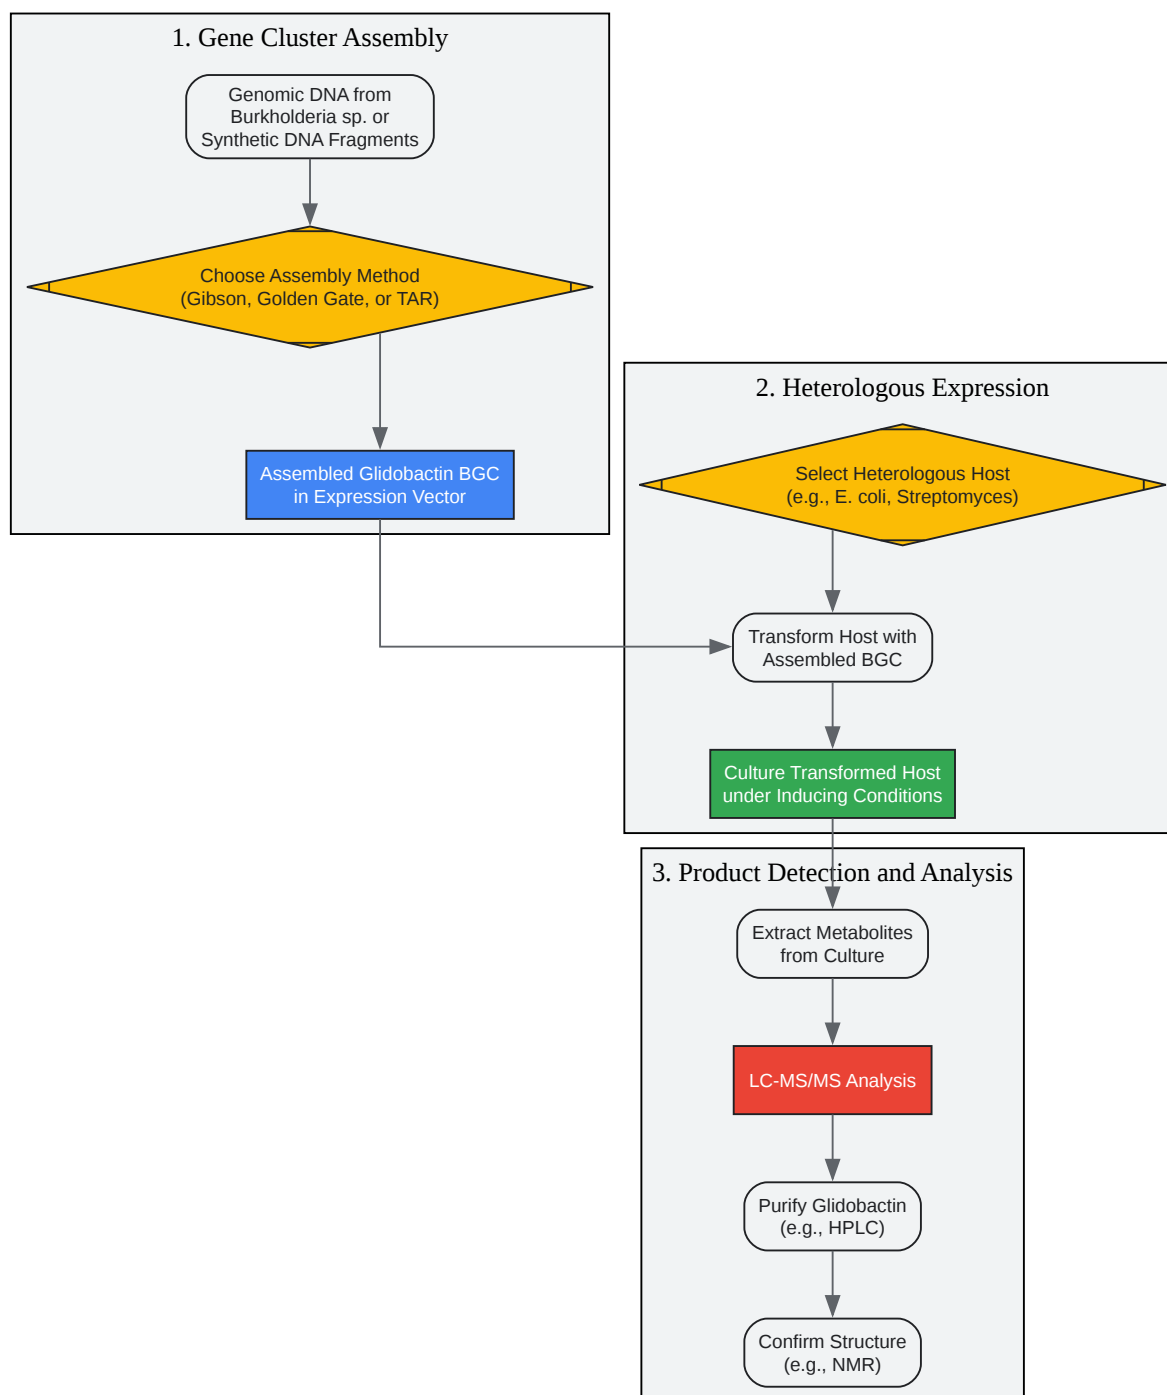 1. Gene Cluster Assembly
Genomic DNA from
Burkholderia sp. or
Synthetic DNA Fragments
Choose Assembly Method
(Gibson, Golden Gate, or TAR)
Assembled Glidobactin BGC
in Expression Vector
2. Heterologous Expression
Select Heterologous Host
(e.g., E. coli, Streptomyces)
Transform Host with
Assembled BGC
Culture Transformed Host
under Inducing Conditions
3. Product Detection and Analysis
Extract Metabolites
from Culture
LC-MS/MS Analysis
Purify Glidobactin
(e.g., HPLC)
Confirm Structure
(e.g., NMR)